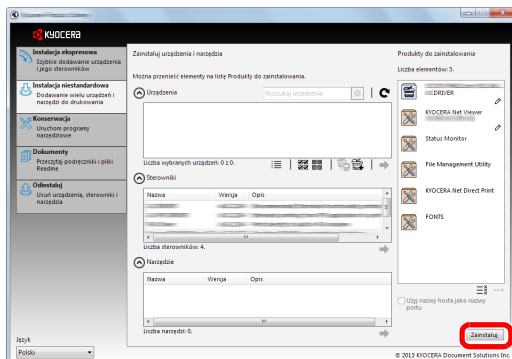 KYOCERA
Instalacja ekspresowa
Szybkie dodawanie urządzenia
i jego sterowników
Instalacja niestandardowa
Dodawanie wielu urządzeń i
narzędzi do drukowania
Konserwacja
Uruchom programy
narzędziowe
Dokumenty
Przeczytaj podręczniki i pliki
Readme
Odinstaluj
Usuń urządzenia, sterowniki i
narzędzia
Język
Polski
Zainstaluj urządzenia i narzędzia
Można przenieść elementy na listę Produkty do zainstalowania.
Urządzenia
Wyszukaj urządzenie
Liczba wybranych urządzeń: 0 z 0.
Sterowniki
Nazwa Wersja Opis
Liczba sterowników: 4.
Narzędzie
Nazwa Wersja Opis
Liczba narzędzi: 0.
Produkty do zainstalowania
Liczba elementów: 3.
DRIVER
KYOCERA Net Viewer
Status Monitor
File Management Utility
KYOCERA Net Direct Print
FONTS
Użyj nazwy hosta jako nazwy
portu
Zainstaluj
© 2013 KYOCERA Document Solutions Inc.